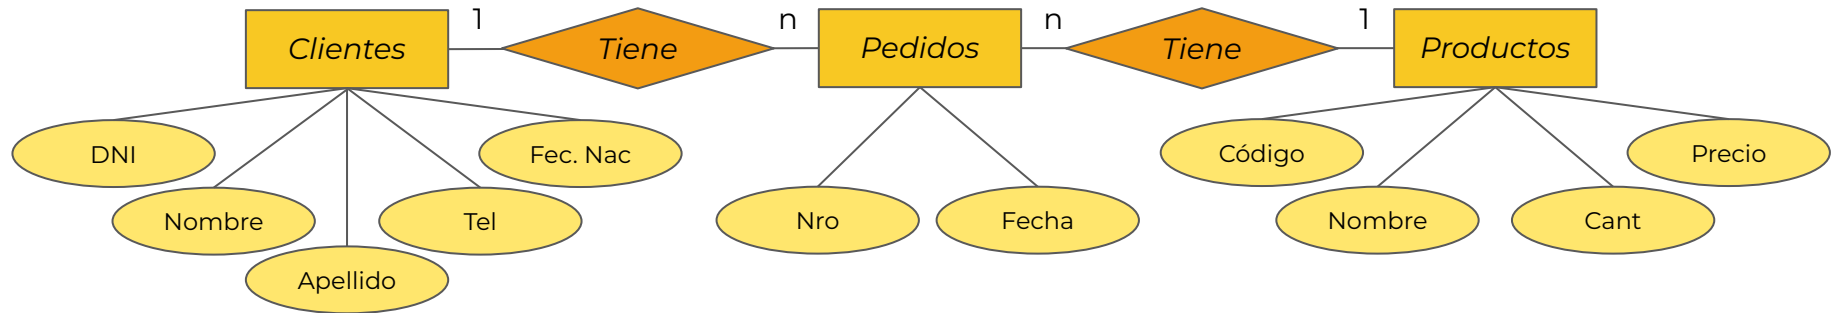 Clientes
1
Tiene
n
Pedidos
n
Tiene
1
Productos
DNI
Nombre
Apellido
Tel
Fec. Nac
Nro
Fecha
Código
Nombre
Cant
Precio